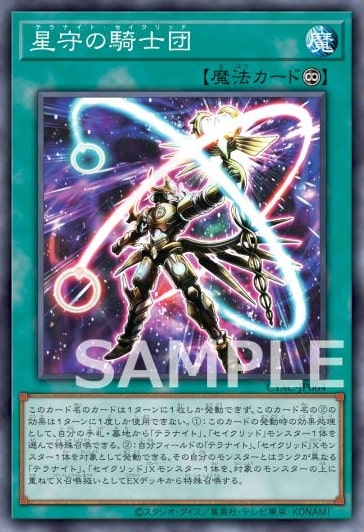 テラナイト・セイクリッド
星守の騎士団
魔
まほう
【魔法カード】
SAMPLE
CYAC-JP064
このカード名のカードは1ターンに1枚しか発動できず、このカード名の②の
効果は1ターンに1度しか使用できない。①：このカードの発動時の効果処理
として、自分の手札・墓地から「テラナイト」、「セイクリッド」モンスター1体を
選んで特殊召喚できる。②：自分フィールドの「テラナイト」、「セイクリッド」Xモ
ンスター1体を対象として発動できる。その自分のモンスターとはランクが異なる
「テラナイト」、「セイクリッド」Xモンスター1体を、対象のモンスターの上に
重ねてX召喚扱いとしてEXデッキから特殊召喚する。
©スタジオ・ダイス／集英社・テレビ東京・KONAMI